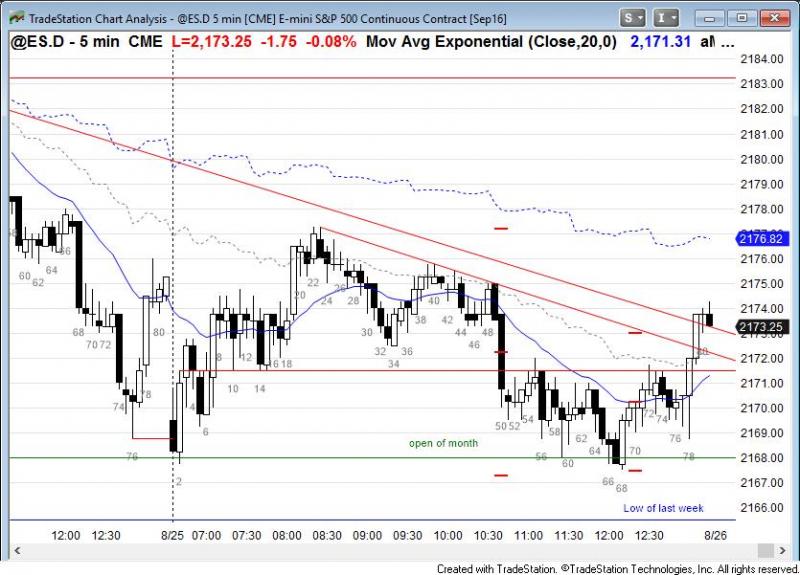 TradeStation Chart Analysis - @ES.D 5 min [CME] E-mini S&P 500 Continuous Contract [Sep16]
S I
@ES.D - 5 min CME L=2,173.25 -1.75 -0.08% Mov Avg Exponential (Close,20,0) 2,171.31 al ...
2184.00
2183.00
2182.00
2181.00
2180.00
2179.00
2178.00
2177.00
2176.82
2176.00
2175.00
2174.00
2173.25
2172.00
2171.00
2170.00
2169.00
2168.00
2167.00
2166.00
60 62 64 66 68 70 72 74 76 78 80
2 4 6 8 10 12 14 16 18 20 22 24 26 28 30 32 34 36 38 40 42 44 46 48
50 52 54 56 58 60 62 64 66 68 70 72 74 76 78 80
open of month
Low of last week
12:00 12:30 8/25 07:00 07:30 08:00 08:30 09:00 09:30 10:00 10:30 11:00 11:30 12:00 12:30 8/26
Created with TradeStation. ©TradeStation Technologies, Inc. All rights reserved.